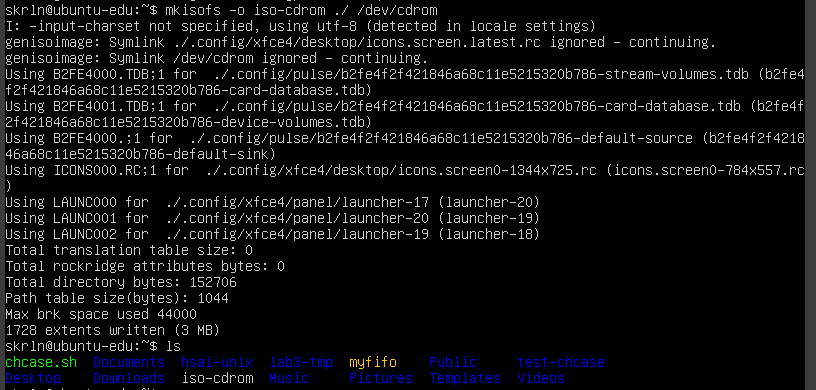 skrln@ubuntu-edu:~$ mkisofs -o iso-cdrom ./ /dev/cdrom
I: -input-charset not specified, using utf-8 (detected in locale settings)
genisoimage: Symlink ./.config/xfce4/desktop/icons.screen.latest.rc ignored - continuing.
genisoimage: Symlink /dev/cdrom ignored - continuing.
Using B2FE4000.TDB;1 for  ./.config/pulse/b2fe4f2f421846a68c11e5215320b786-stream-volumes.tdb (b2fe4
f2f421846a68c11e5215320b786-card-database.tdb)
Using B2FE4001.TDB;1 for  ./.config/pulse/b2fe4f2f421846a68c11e5215320b786-card-database.tdb (b2fe4f
2f421846a68c11e5215320b786-device-volumes.tdb)
Using B2FE4000.;1 for  ./.config/pulse/b2fe4f2f421846a68c11e5215320b786-default-source (b2fe4f2f4218
46a68c11e5215320b786-default-sink)
Using ICONS000.RC;1 for  ./.config/xfce4/desktop/icons.screen0-1344x725.rc (icons.screen0-784x557.rc
)
Using LAUNC000 for  ./.config/xfce4/panel/launcher-17 (launcher-20)
Using LAUNC001 for  ./.config/xfce4/panel/launcher-20 (launcher-19)
Using LAUNC002 for  ./.config/xfce4/panel/launcher-19 (launcher-18)
Total translation table size: 0
Total rockridge attributes bytes: 0
Total directory bytes: 152706
Path table size(bytes): 1044
Max brk space used 44000
1728 extents written (3 MB)
skrln@ubuntu-edu:~$ ls
chcase.sh  Documents  hsal-unix  lab3-tmp  myfifo    Public     test-chcase
Desktop    Downloads  iso-cdrom  Music     Pictures  Templates  Videos